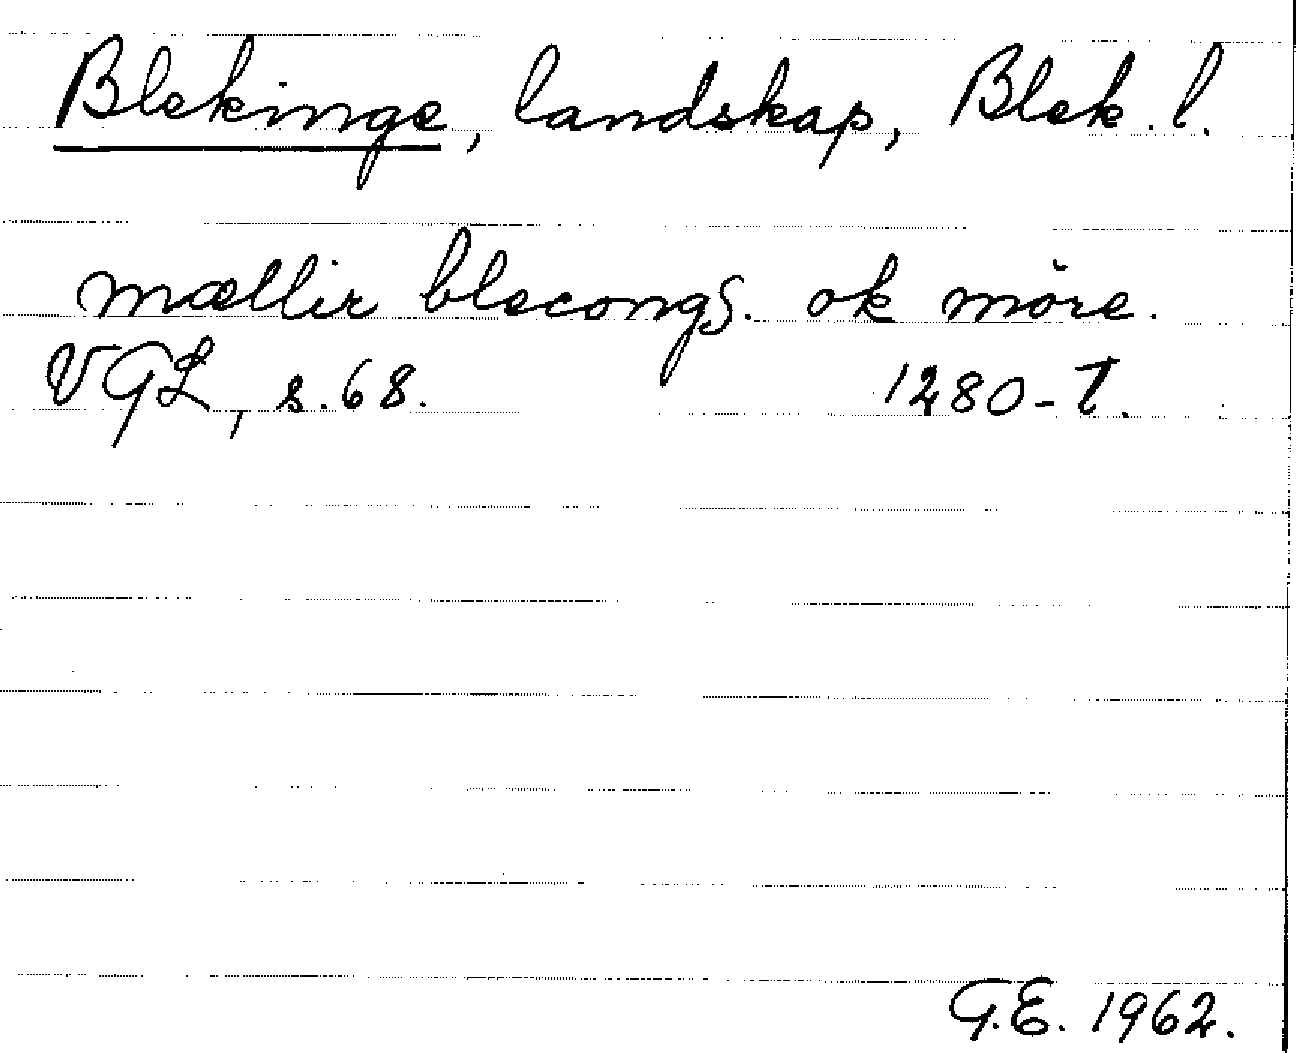 Blekinge, landskap, Blek. l.
mællir blecongs. ok möre.
VGL, s. 68. 1280-t.
G.E. 1962.